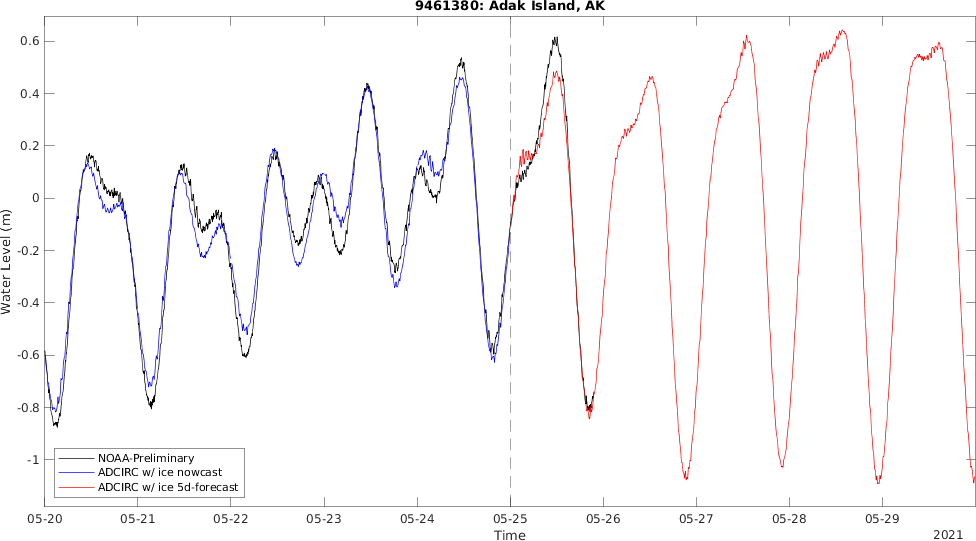 9461380: Adak Island, AK
Water Level (m)
0.6
0.4
0.2
0
-0.2
-0.4
-0.6
-0.8
-1
NOAA-Preliminary
ADCIRC w/ ice nowcast
ADCIRC w/ ice 5d-forecast
05-20 05-21 05-22 05-23 05-24 05-25 05-26 05-27 05-28 05-29
Time
2021